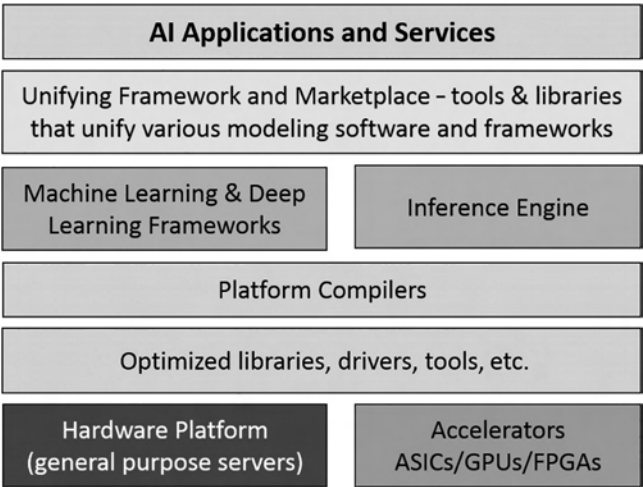 AI Applications and Services
Unifying Framework and Marketplace – tools & libraries
that unify various modeling software and frameworks
Machine Learning & Deep
Learning Frameworks
Inference Engine
Platform Compilers
Optimized libraries, drivers, tools, etc.
Hardware Platform
(general purpose servers)
Accelerators
ASICs/GPUs/FPGAs